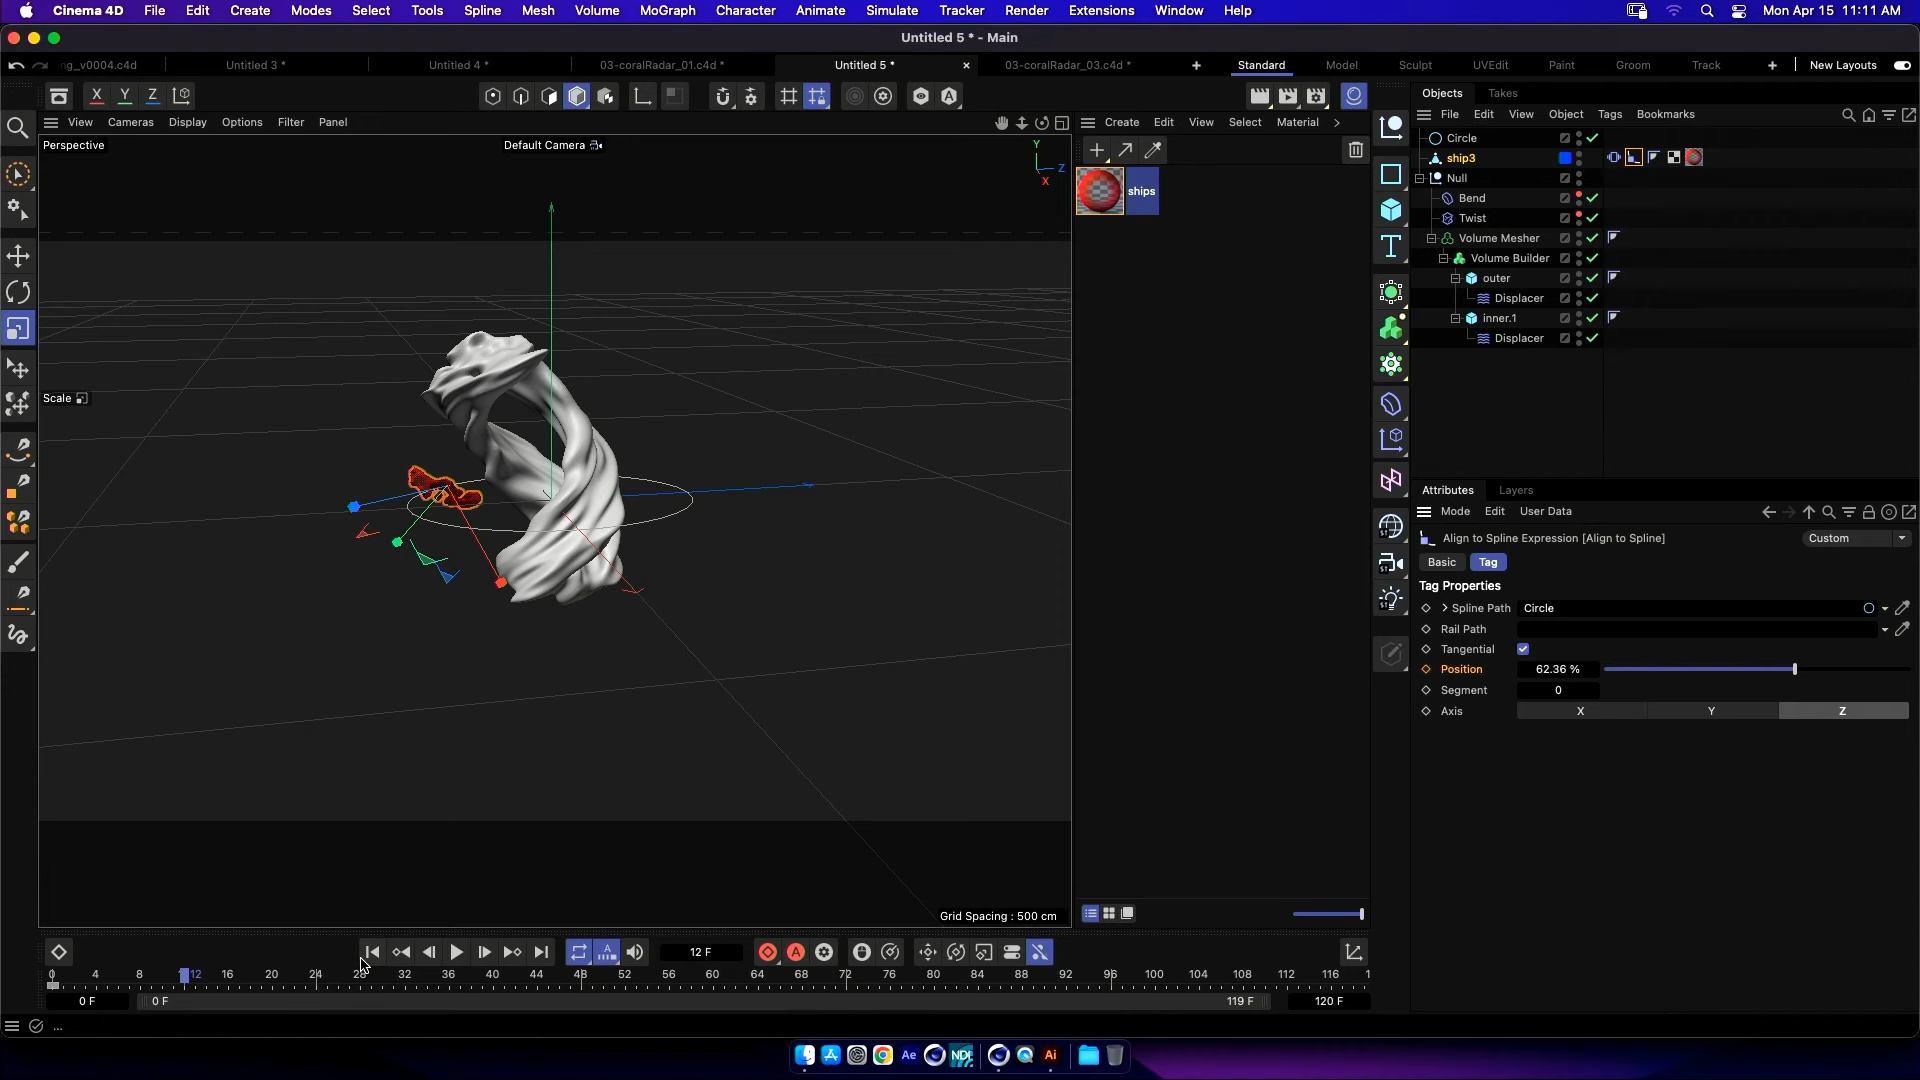 Cinema 4D File Edit Create Modes Select Tools Spline Mesh Volume MoGraph Character Animate Simulate Tracker Render Extensions Window Help Mon Apr 15 11:11 AM
Untitled 5 * - Main
ng_v0004.c4d Untitled 3 * Untitled 4 * 03-coralRadar_01.c4d * Untitled 5 * 03-coralRadar_03.c4d * Standard Model Sculpt UVEdit Paint Groom Track New Layouts
X Y Z
View Cameras Display Options Filter Panel
Perspective
Default Camera
Y
Z
X
Scale
Grid Spacing : 500 cm
Create Edit View Select Material
ships
Objects Takes
File Edit View Object Tags Bookmarks
Circle
ship3
Null
Bend
Twist
Volume Mesher
Volume Builder
outer
Displacer
inner.1
Displacer
Attributes Layers
Mode Edit User Data
Align to Spline Expression [Align to Spline] Custom
Basic Tag
Tag Properties
Spline Path Circle
Rail Path
Tangential
Position 62.36 %
Segment 0
Axis X Y Z
12 F
0 4 8 12 16 20 24 28 32 36 40 44 48 52 56 60 64 68 72 76 80 84 88 92 96 100 104 108 112 116 1
0 F 0 F 119 F 120 F
...
Ae NDI Ai